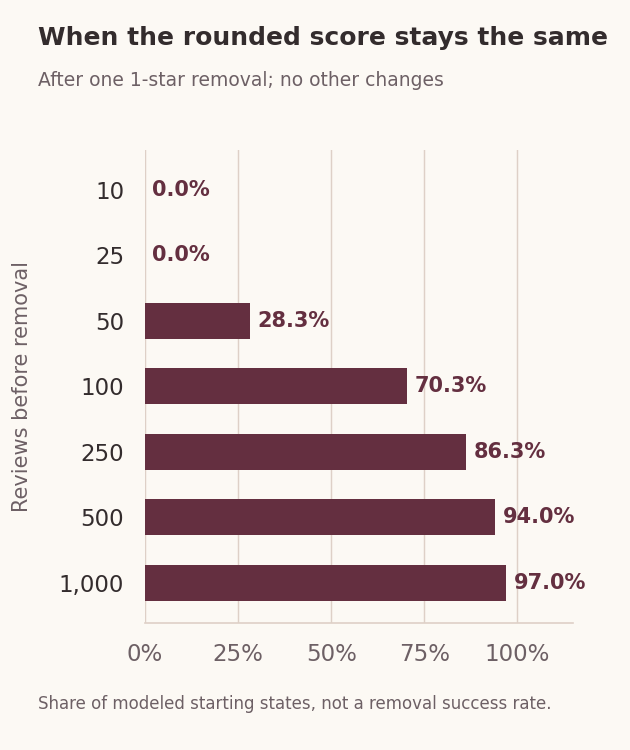 When the rounded score stays the same
After one 1-star removal; no other changes
Reviews before removal
10 0.0%
25 0.0%
50 28.3%
100 70.3%
250 86.3%
500 94.0%
1,000 97.0%
0% 25% 50% 75% 100%
Share of modeled starting states, not a removal success rate.